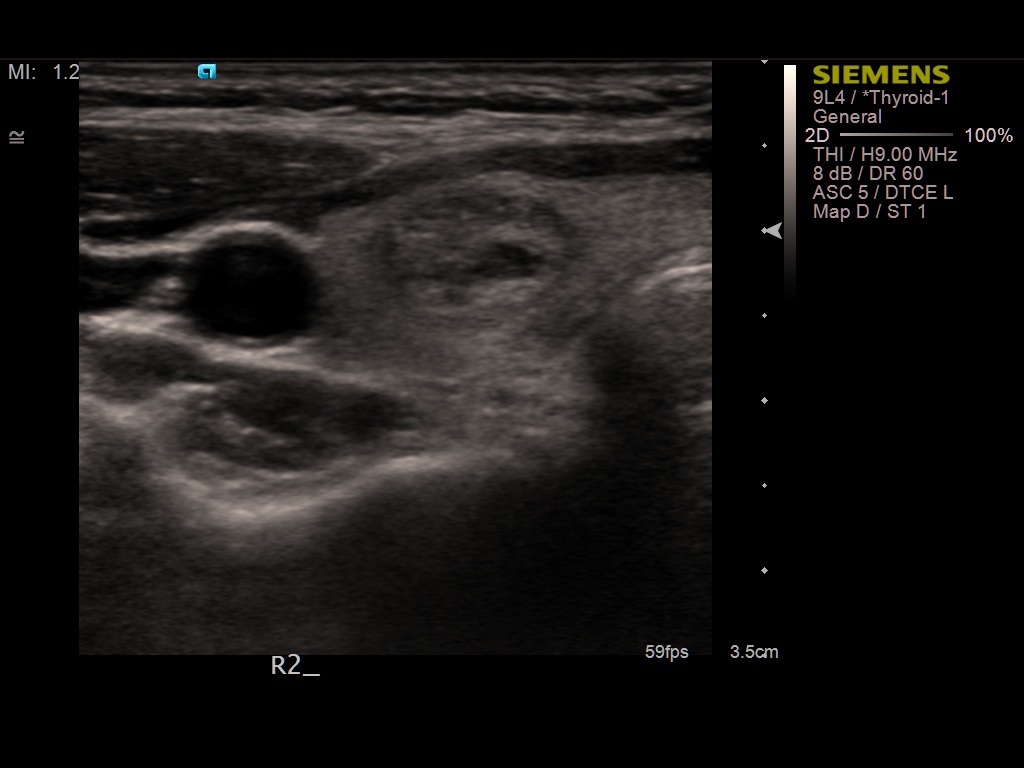 MI: 1.2
SIEMENS
9L4 / *Thyroid-1
General
2D 100%
THI / H9.00 MHz
8 dB / DR 60
ASC 5 / DTCE L
Map D / ST 1
59fps 3.5cm
R2_